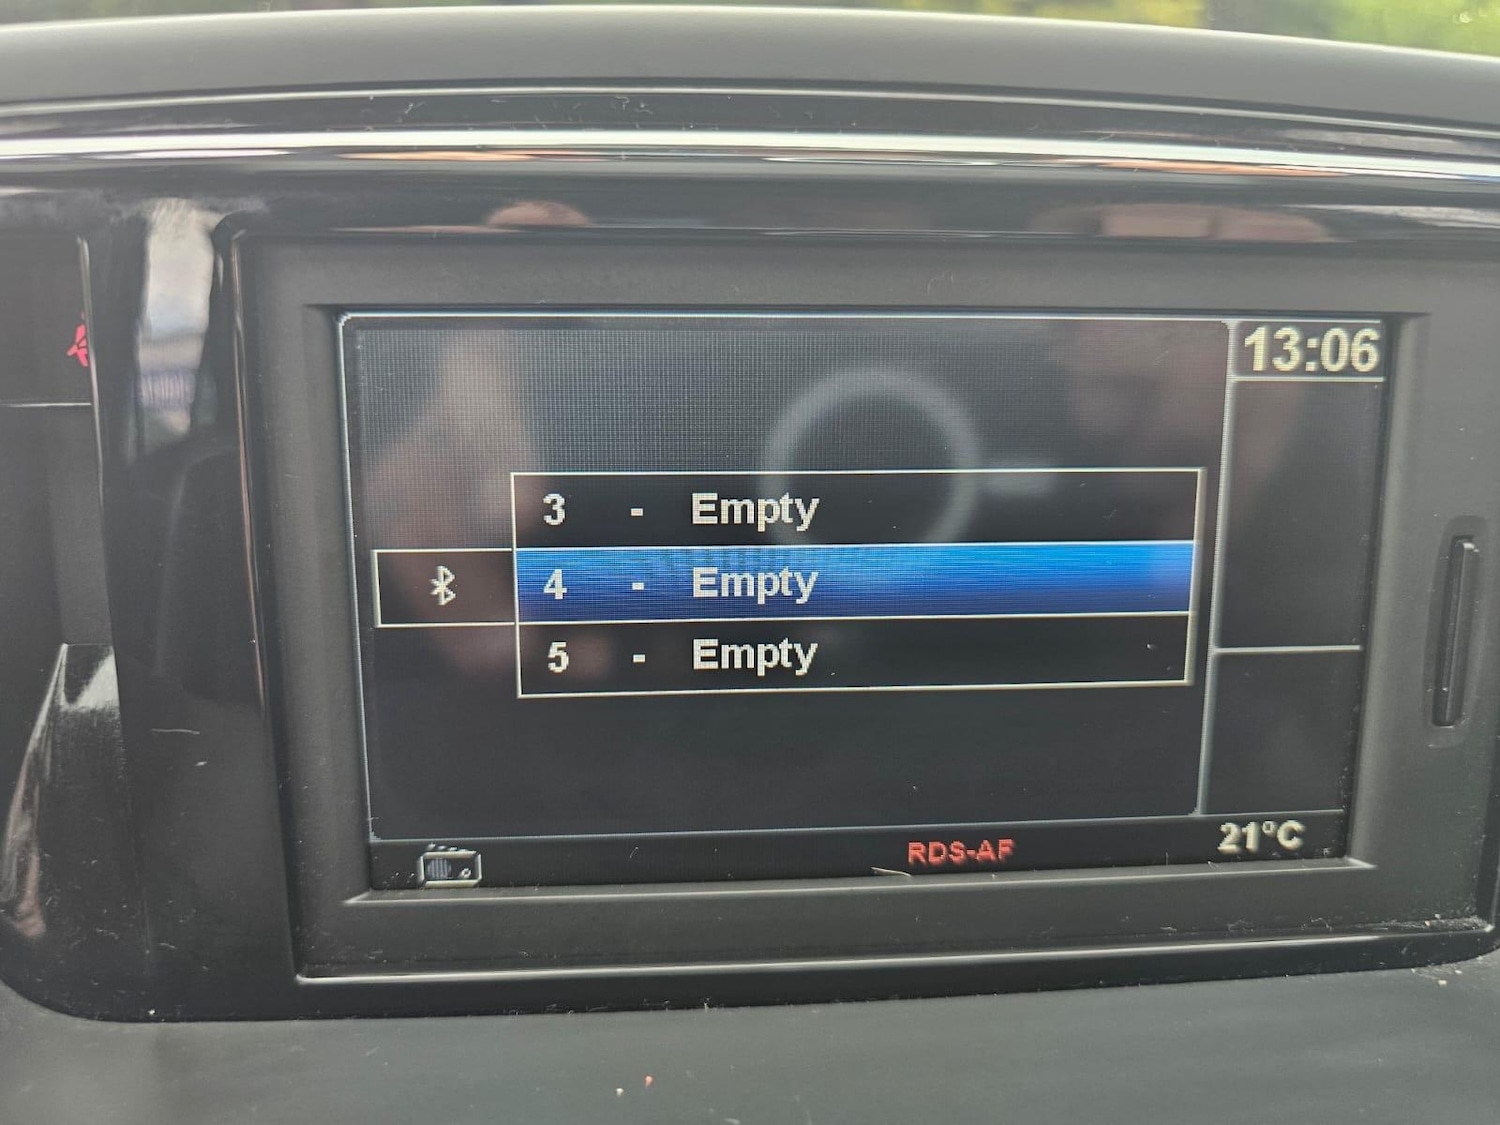 13:06
3 - Empty
4 - Empty
5 - Empty
RDS-AF
21°C